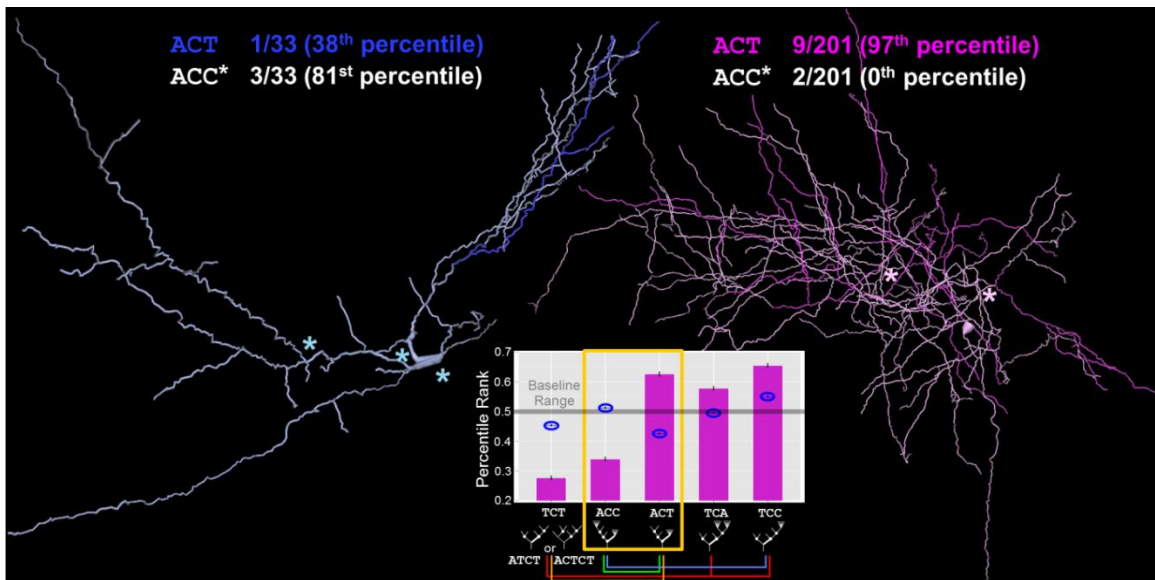 ACT 1/33 (38th percentile)
ACC* 3/33 (81st percentile)
ACT 9/201 (97th percentile)
ACC* 2/201 (0th percentile)
*
*
*
*
*
Percentile Rank
0.7
0.6
0.5
0.4
0.3
0.2
Baseline
Range
TCT ACC ACT TCA TCC
or
ATCT ACTCT